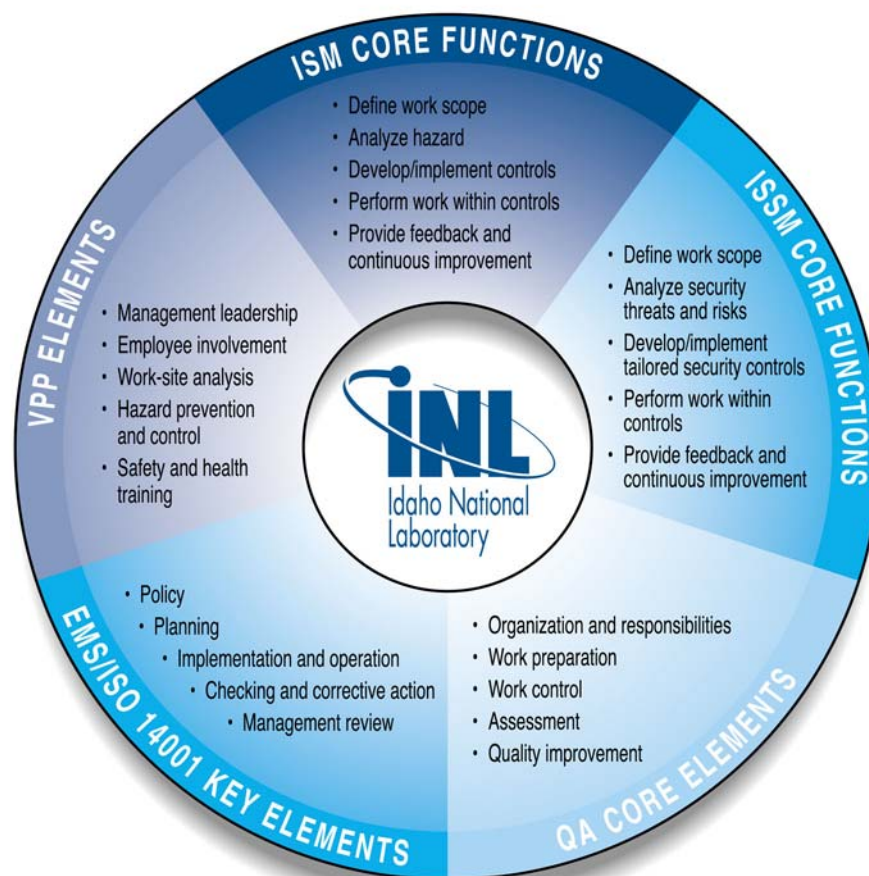 ISM CORE FUNCTIONS
• Define work scope
• Analyze hazard
• Develop/implement controls
• Perform work within controls
• Provide feedback and
continuous improvement
ISSM CORE FUNCTIONS
• Define work scope
• Analyze security
threats and risks
• Develop/implement
tailored security controls
• Perform work within
controls
• Provide feedback and
continuous improvement
QA CORE ELEMENTS
• Organization and responsibilities
• Work preparation
• Work control
• Assessment
• Quality improvement
EMS/ISO 14001 KEY ELEMENTS
• Policy
• Planning
• Implementation and operation
• Checking and corrective action
• Management review
VPP ELEMENTS
• Management leadership
• Employee involvement
• Work-site analysis
• Hazard prevention
and control
• Safety and health
training
INL
Idaho National
Laboratory